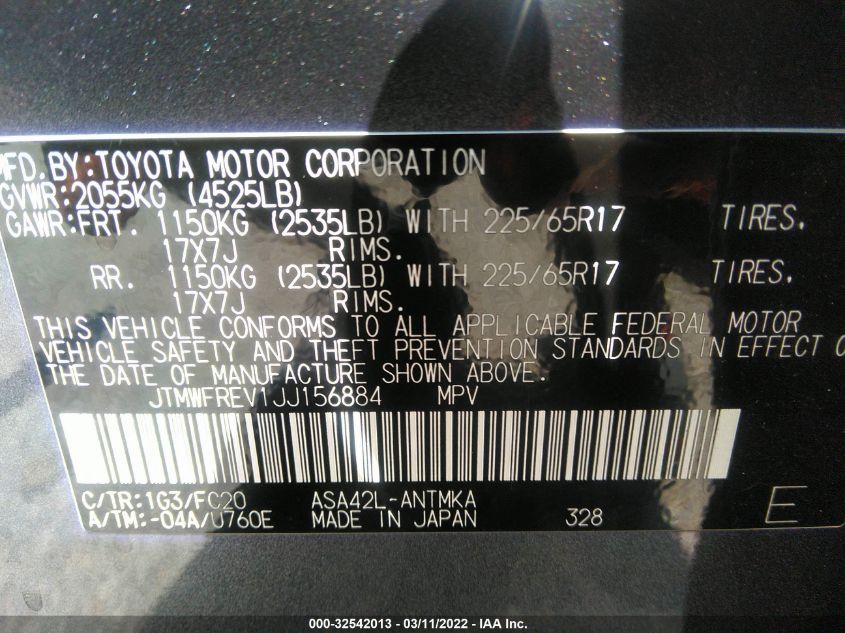 MFD. BY: TOYOTA MOTOR CORPORATION
GVWR: 2055KG (4525LB)
GAWR: FRT. 1150KG (2535LB) WITH 225/65R17 TIRES.
17X7J RIMS.
RR. 1150KG (2535LB) WITH 225/65R17 TIRES.
17X7J RIMS.
THIS VEHICLE CONFORMS TO ALL APPLICABLE FEDERAL MOTOR
VEHICLE SAFETY AND THEFT PREVENTION STANDARDS IN EFFECT O
THE DATE OF MANUFACTURE SHOWN ABOVE.
JTMWFREV1JJ156884 MPV
C/TR: 1G3/FC20 ASA42L-ANTMKA
A/TM: -04A/U760E MADE IN JAPAN 328 E
000-32542013 - 03/11/2022 - IAA Inc.